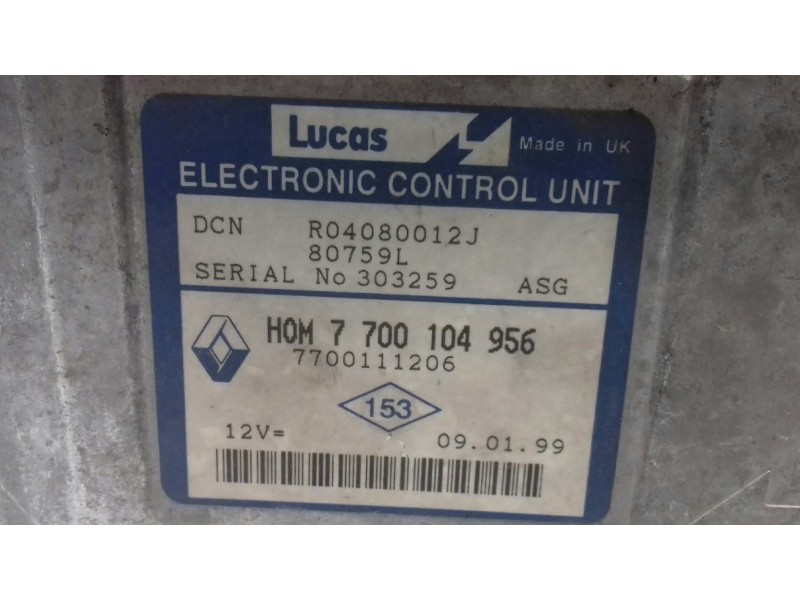 Lucas Made in UK
ELECTRONIC CONTROL UNIT
DCN R04080012J
80759L
SERIAL No 303259 ASG
HOM 7 700 104 956
7700111206
153
12V= 09.01.99